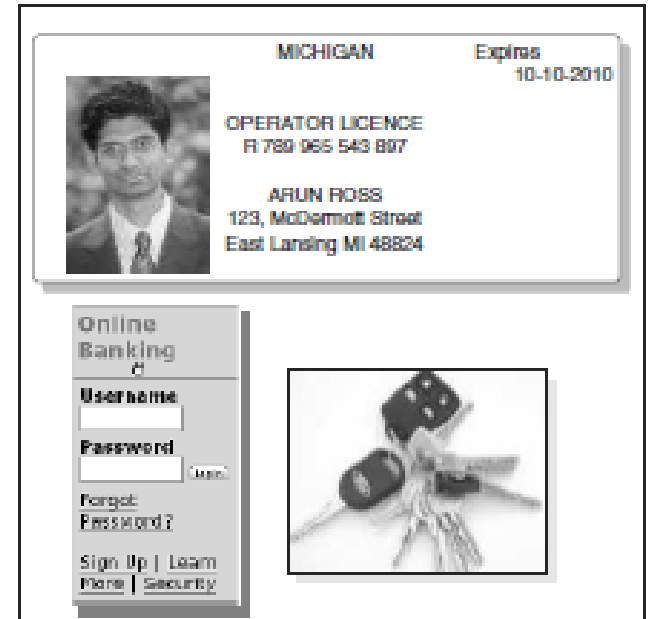 MICHIGAN
Expires
10-10-2010
OPERATOR LICENCE
R 789 965 543 897
ARUN ROSS
123, McDermott Street
East Lansing MI 48824
Online
Banking
Username
Password
Login
Forgot
Password?
Sign Up | Learn
More | Security